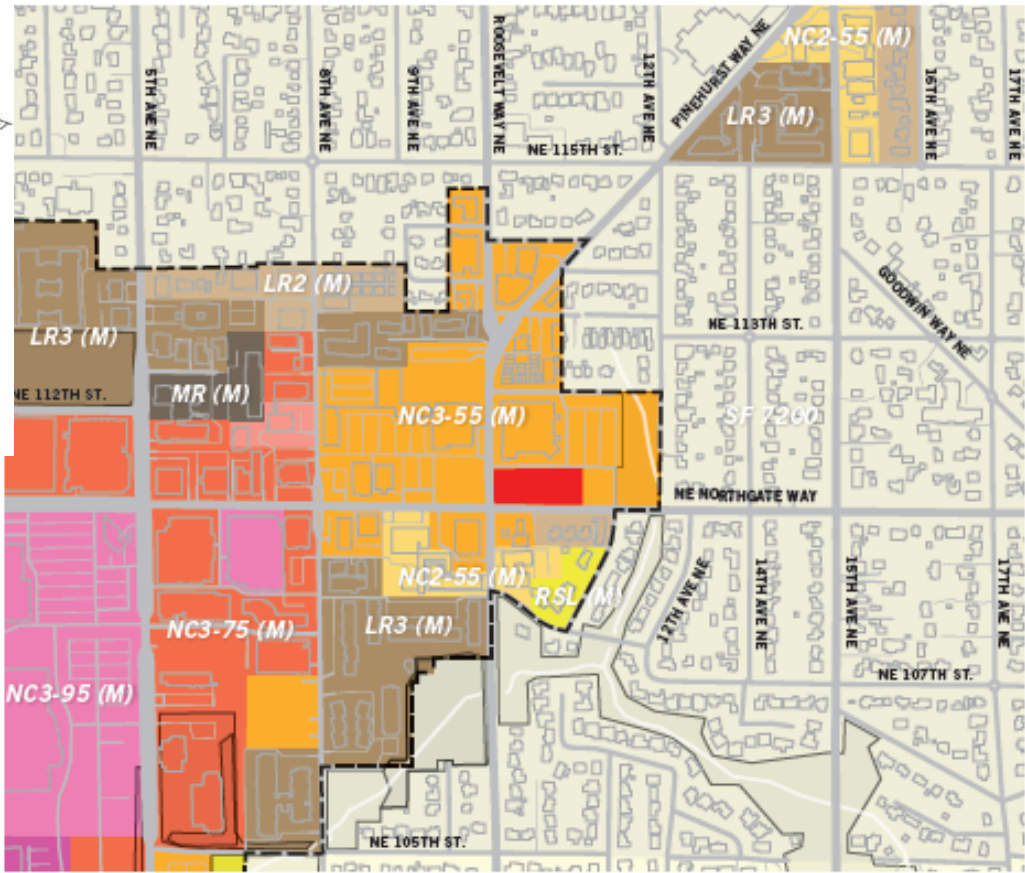 5TH AVE NE
8TH AVE NE
9TH AVE NE
ROOSEVELT WAY NE
12TH AVE NE
PINEHURST WAY NE
NC2-55 (M)
16TH AVE NE
17TH AVE NE
LR3 (M)
NE 115TH ST.
LR2 (M)
GOODWIN WAY NE
LR3 (M)
NE 113TH ST.
NE 112TH ST.
MR (M)
NC3-55 (M)
SF 7200
NE NORTHGATE WAY
NC2-55 (M)
RSL (M)
12TH AVE NE
14TH AVE NE
15TH AVE NE
17TH AVE NE
NC3-75 (M)
LR3 (M)
NC3-95 (M)
NE 107TH ST.
NE 105TH ST.